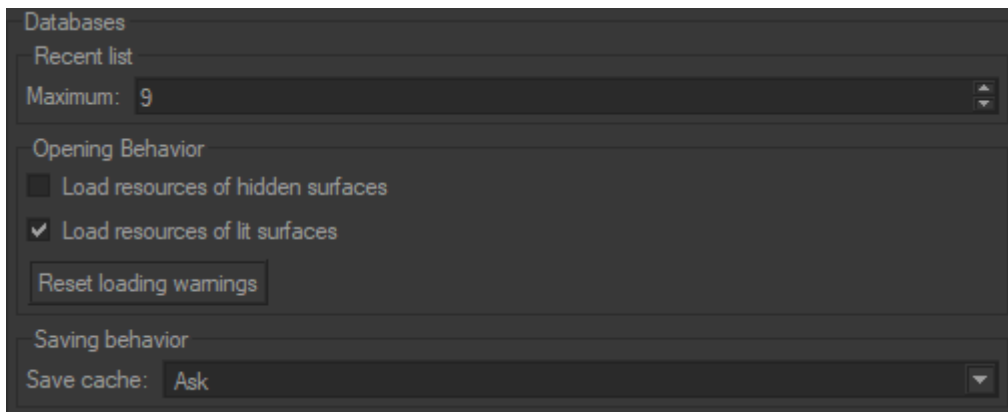 Databases
Recent list
Maximum: 9
Opening Behavior
Load resources of hidden surfaces
Load resources of lit surfaces
Reset loading warnings
Saving behavior
Save cache: Ask